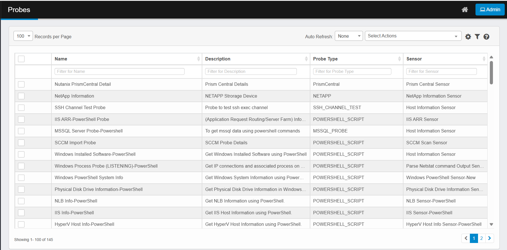 Probes
Admin
100 Records per Page
Auto Refresh: None Select Actions
Name Description Probe Type Sensor
Filter for Name Filter for Description Filter for Probe Type Filter for Sensor
Nutanix PrismCentral Detail Prism Central Details PrismCentral Prism Central Sensor
NetApp Information NETAPP Storage Device NETAPP NetApp Information Sensor
SSH Channel Test Probe Probe to test ssh exec channel SSH_CHANNEL_TEST Host Information Sensor
IIS ARR-PowerShell Probe (Application Request Routing/Server Farm) Info... POWERSHELL_SCRIPT IIS ARR Sensor
MSSQL Server Probe-Powershell To get mssql data using powershell commands MSSQL_PROBE Host Information Sensor
SCCM Import Probe SCCM Probe Details POWERSHELL_SCRIPT SCCM Scan Sensor
Windows Installed Software-PowerShell Get Windows Installed Software using PowerShell POWERSHELL_SCRIPT Host Information Sensor
Windows Process Probe (LISTENING)-PowerShell Get IP connections and associated process on ... POWERSHELL_SCRIPT Parse Netstat command Output Sen...
Windows PowerShell System Info Get Windows System Information using Power... POWERSHELL_SCRIPT Windows PowerShell Sensor New
Physical Disk Drive Information-PowerShell Get Physical Disk Drive Information in Windows... POWERSHELL_SCRIPT Physical Disk Drive Information Sen...
NLB Info-PowerShell Get NLB Information using PowerShell POWERSHELL_SCRIPT NLB Sensor-PowerShell
IIS Info-PowerShell Get IIS Host Information using PowerShell POWERSHELL_SCRIPT IIS Sensor-PowerShell
HyperV Host Info-PowerShell Get HyperV Host Information using PowerShell POWERSHELL_SCRIPT HyperV Host Info Sensor-Powersh...
Showing 1 - 100 of 140
1 2